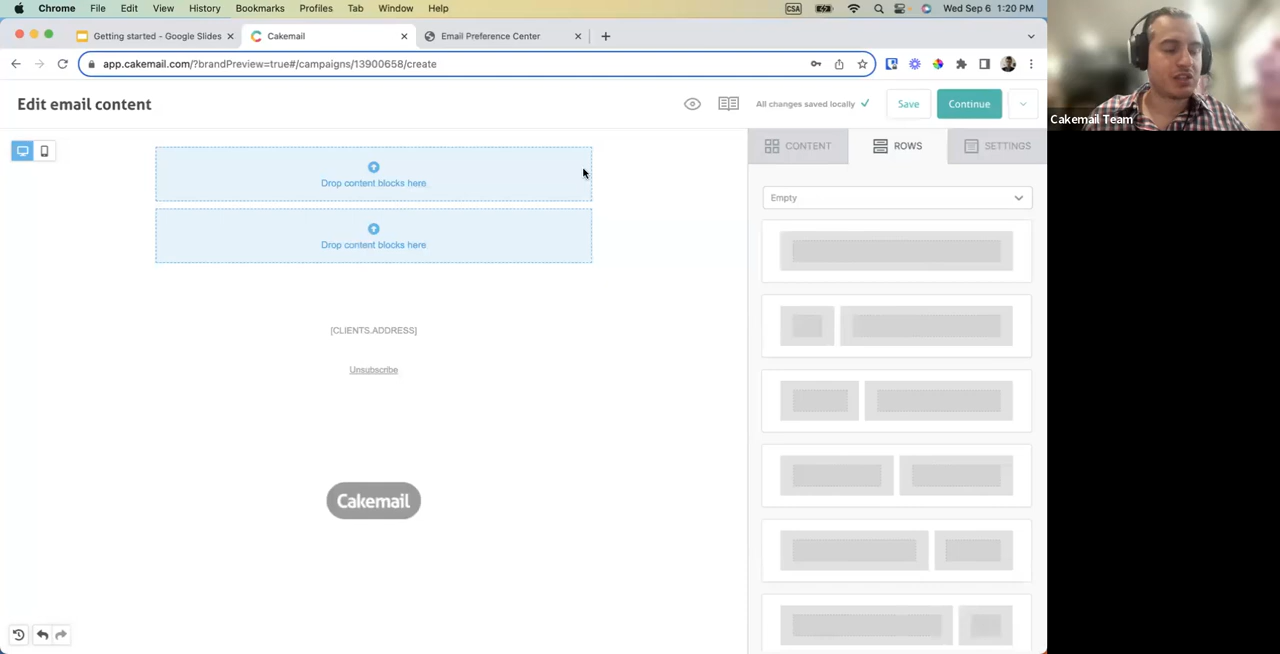 Chrome File Edit View History Bookmarks Profiles Tab Window Help
CSA Wed Sep 6 1:20 PM
Getting started - Google Slides
Cakemail
Email Preference Center
app.cakemail.com/?brandPreview=true#/campaigns/13900658/create
Cakemail Team
Edit email content
All changes saved locally
Save
Continue
CONTENT
ROWS
SETTINGS
Drop content blocks here
Empty
Drop content blocks here
[CLIENTS.ADDRESS]
Unsubscribe
Cakemail